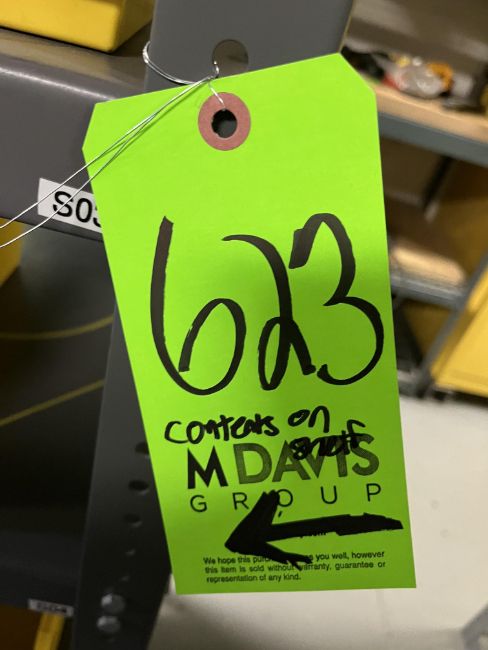 S03
623
contents on
shelf
M DAVIS
GROUP
We hope this pur s you well, however
this item is sold without warranty, guarantee or
representation of any kind.